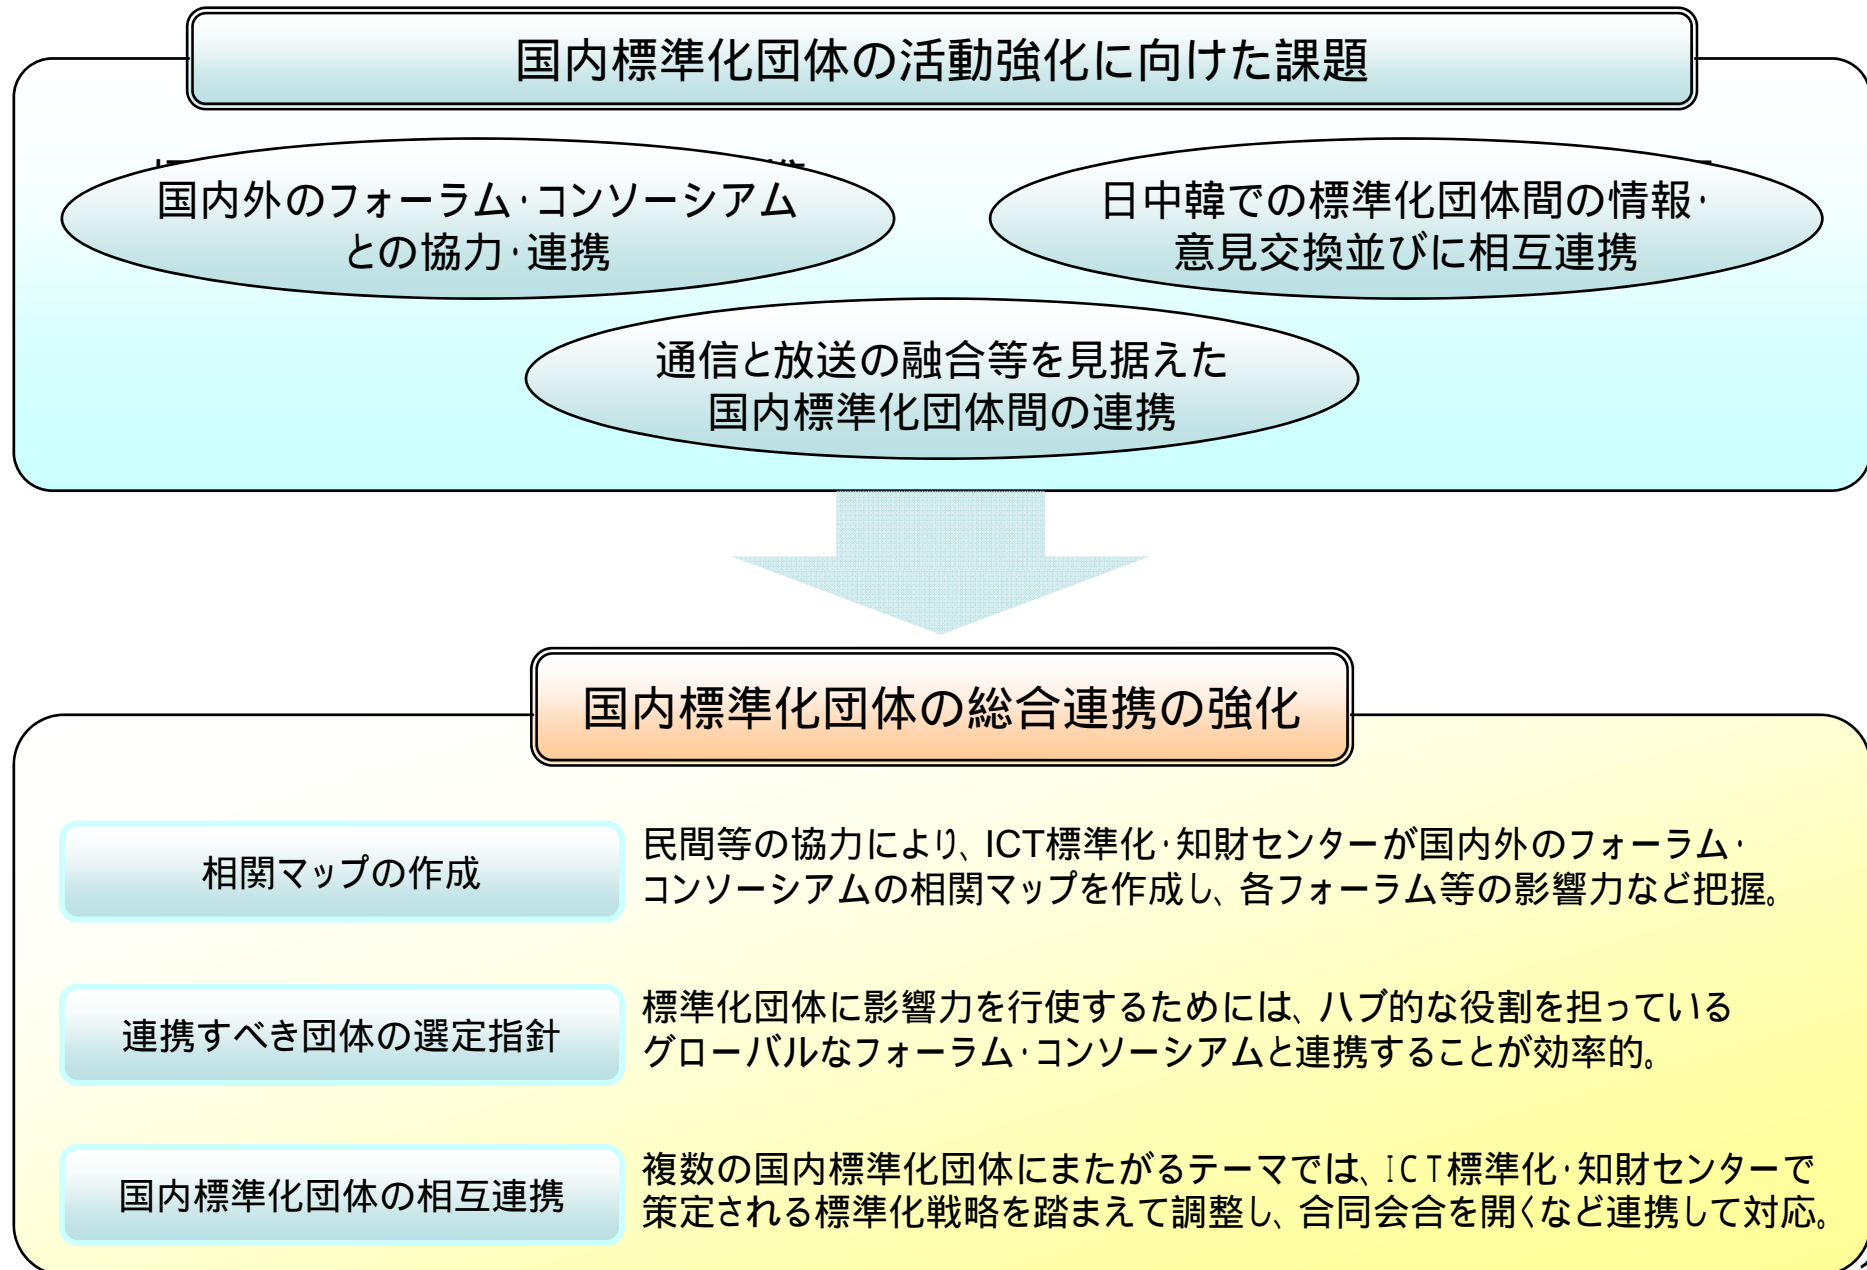 国内標準化団体の活動強化に向けた課題
国内外のフォーラム・コンソーシアム
との協力・連携
日中韓での標準化団体間の情報・
意見交換並びに相互連携
通信と放送の融合等を見据えた
国内標準化団体間の連携
国内標準化団体の総合連携の強化
相関マップの作成
民間等の協力により、ICT標準化・知財センターが国内外のフォーラム・
コンソーシアムの相関マップを作成し、各フォーラム等の影響力など把握。
連携すべき団体の選定指針
標準化団体に影響力を行使するためには、ハブ的な役割を担っている
グローバルなフォーラム・コンソーシアムと連携することが効率的。
国内標準化団体の相互連携
複数の国内標準化団体にまたがるテーマでは、ICT標準化・知財センターで
策定される標準化戦略を踏まえて調整し、合同会合を開くなど連携して対応。